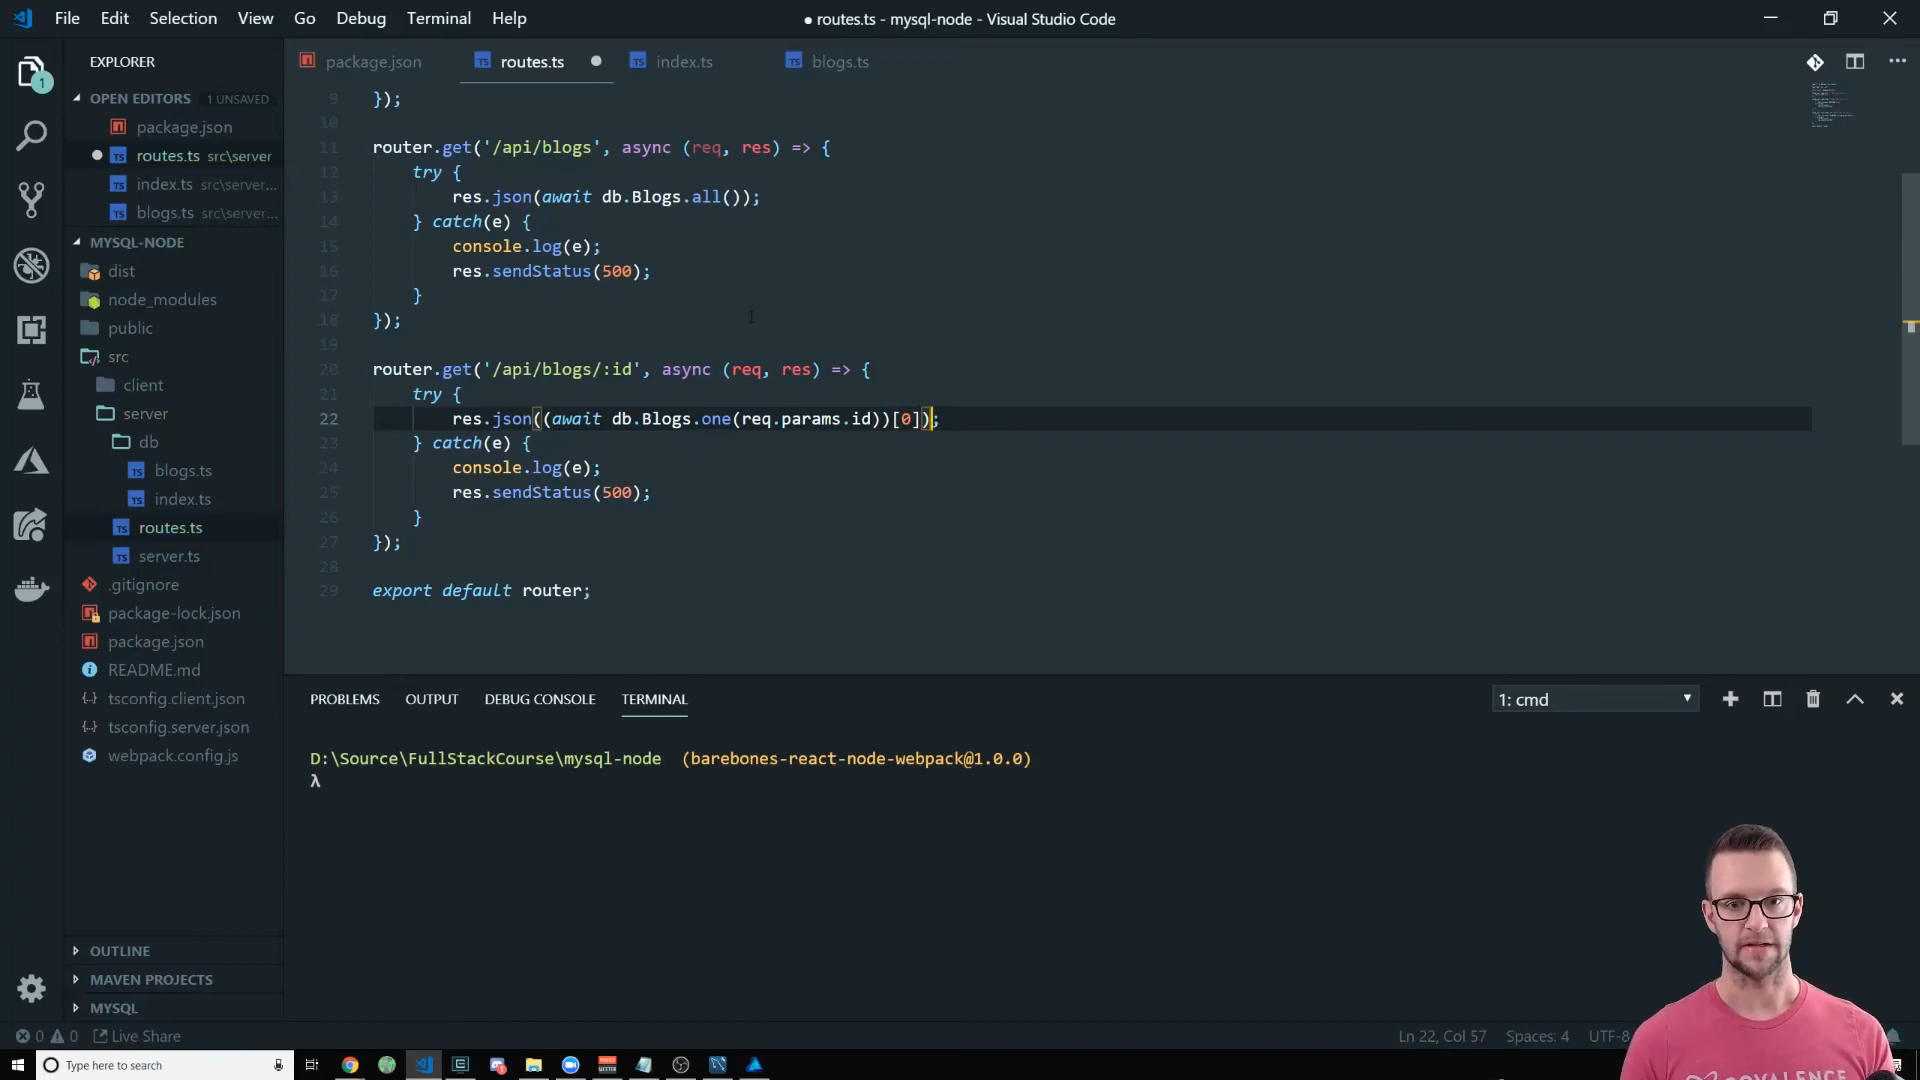 File Edit Selection View Go Debug Terminal Help
● routes.ts - mysql-node - Visual Studio Code
EXPLORER
OPEN EDITORS 1 UNSAVED
package.json
routes.ts src\server
index.ts src\server...
blogs.ts src\server...
MYSQL-NODE
dist
node_modules
public
src
client
server
db
blogs.ts
index.ts
routes.ts
server.ts
.gitignore
package-lock.json
package.json
README.md
tsconfig.client.json
tsconfig.server.json
webpack.config.js
OUTLINE
MAVEN PROJECTS
MYSQL
package.json routes.ts index.ts blogs.ts
9 });
10
11 router.get('/api/blogs', async (req, res) => {
12 try {
13 res.json(await db.Blogs.all());
14 } catch(e) {
15 console.log(e);
16 res.sendStatus(500);
17 }
18 });
19
20 router.get('/api/blogs/:id', async (req, res) => {
21 try {
22 res.json((await db.Blogs.one(req.params.id))[0]);
23 } catch(e) {
24 console.log(e);
25 res.sendStatus(500);
26 }
27 });
28
29 export default router;
PROBLEMS OUTPUT DEBUG CONSOLE TERMINAL
1: cmd
D:\Source\FullStackCourse\mysql-node (barebones-react-node-webpack@1.0.0)
λ
0 0 Live Share
Ln 22, Col 57 Spaces: 4 UTF-8
Type here to search